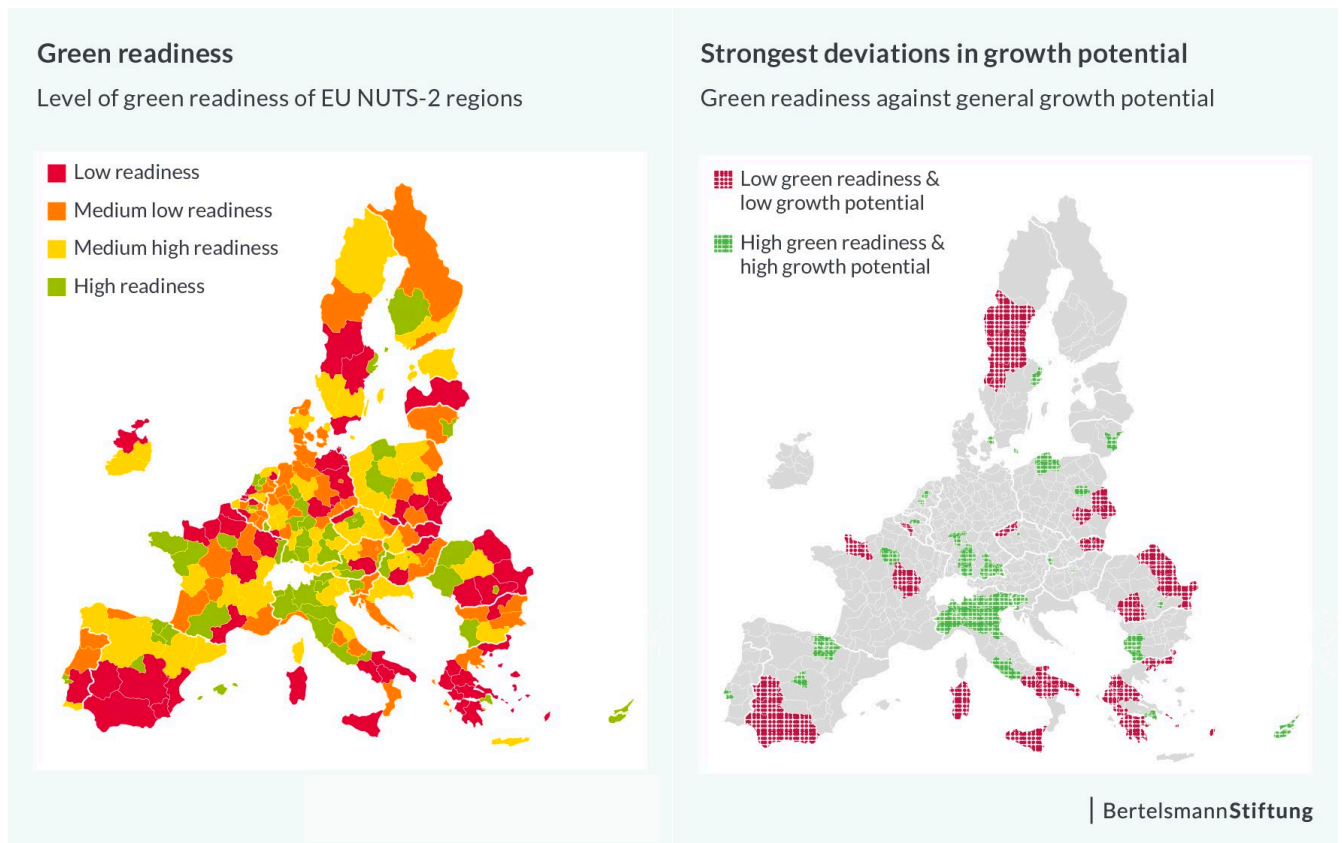 Green readiness
Level of green readiness of EU NUTS-2 regions
Low readiness
Medium low readiness
Medium high readiness
High readiness
Strongest deviations in growth potential
Green readiness against general growth potential
Low green readiness &
low growth potential
High green readiness &
high growth potential
BertelsmannStiftung